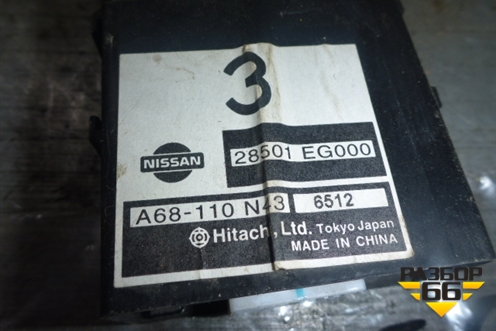 3
NISSAN
28501 EG000
A68-110 N43 6512
Hitachi, Ltd. Tokyo Japan
MADE IN CHINA
РАЗБОР
66